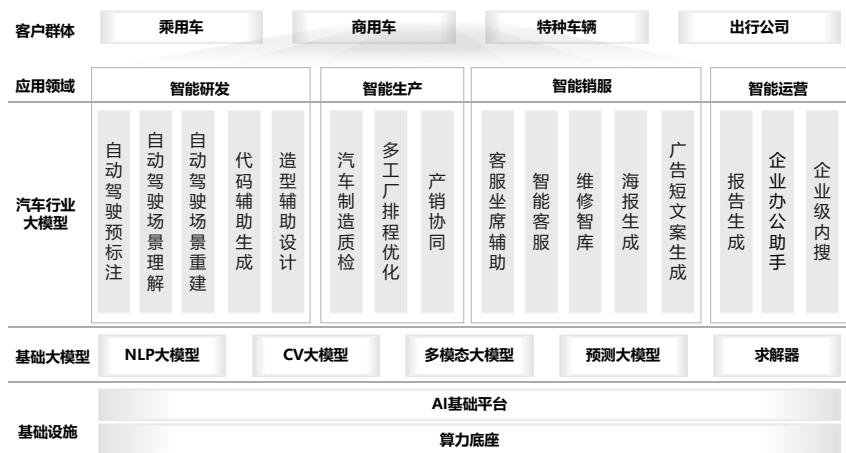 客户群体
乘用车
商用车
特种车辆
出行公司
应用领域
智能研发
智能生产
智能销服
智能运营
汽车行业
大模型
自动驾驶预标注
自动驾驶场景理解
自动驾驶场景重建
代码辅助生成
造型辅助设计
汽车制造质检
多工厂排程优化
产销协同
客服坐席辅助
智能客服
维修智库
海报生成
广告短文案生成
报告生成
企业办公助手
企业级内搜
基础大模型
NLP大模型
CV大模型
多模态大模型
预测大模型
求解器
基础设施
AI基础平台
算力底座